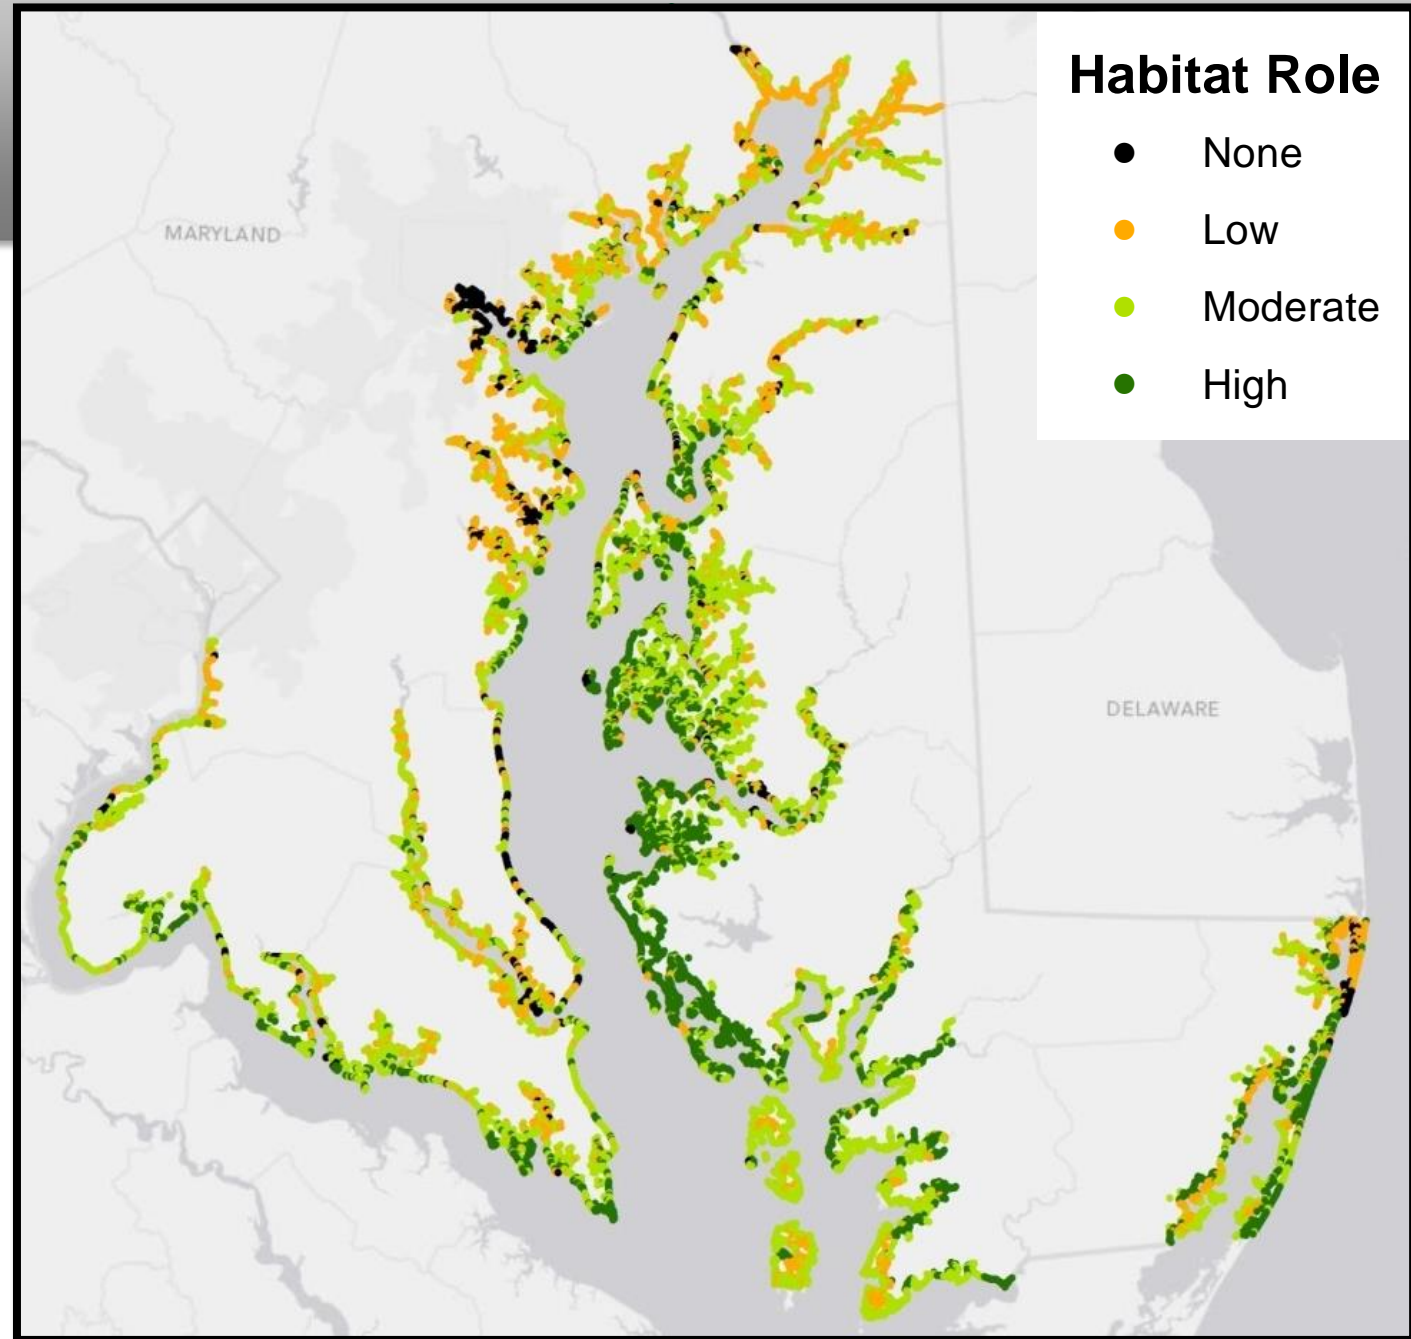 Habitat Role
None
Low
Moderate
High
MARYLAND
DELAWARE